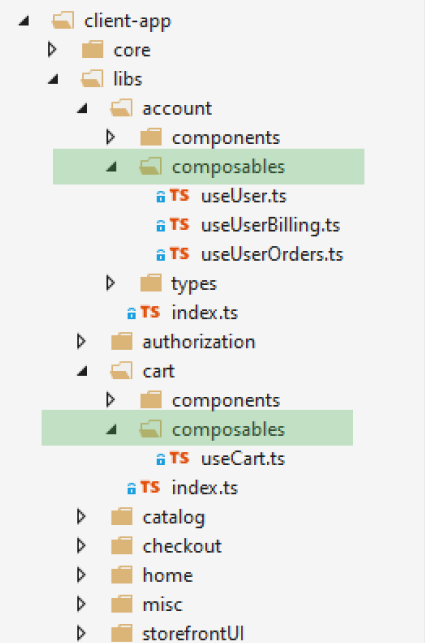 client-app
core
libs
account
components
composables
TS useUser.ts
TS useUserBilling.ts
TS useUserOrders.ts
types
TS index.ts
authorization
cart
components
composables
TS useCart.ts
TS index.ts
catalog
checkout
home
misc
storefrontUI